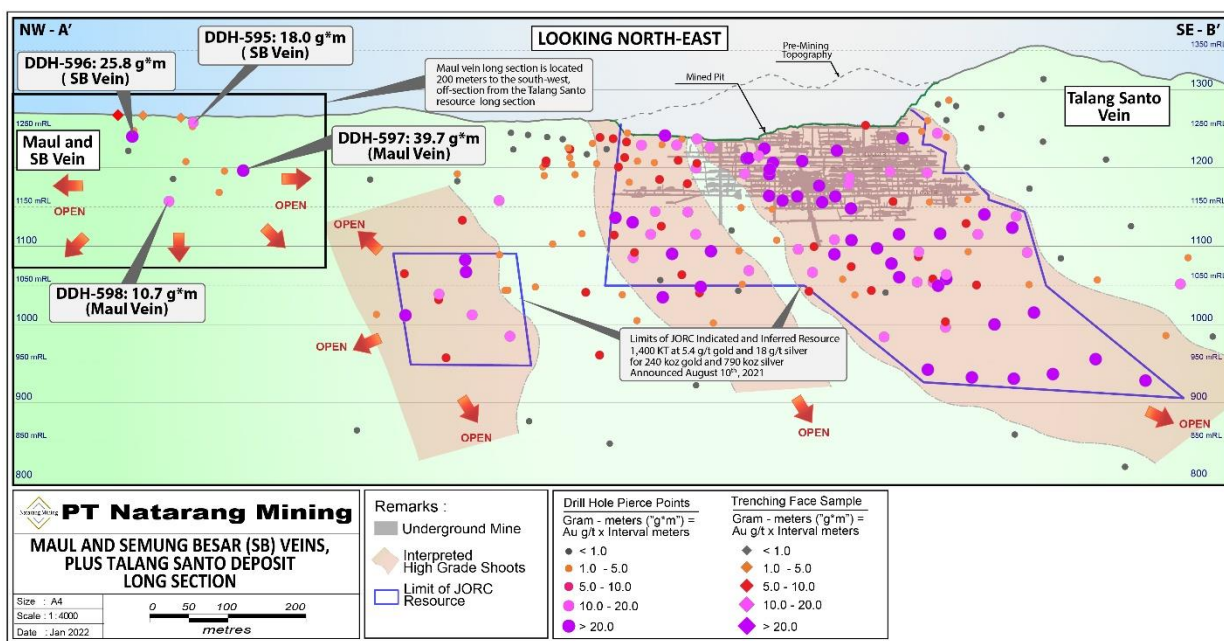 NW - A’
LOOKING NORTH-EAST
SE - B’
DDH-595: 18.0 g*m
(SB Vein)
DDH-596: 25.8 g*m
( SB Vein)
Maul vein long section is located
200 meters to the south-west,
off-section from the Talang Santo
resource long section
Pre-Mining
Topography
Mined Pit
1350 mRL
1300
1250 mRL
1200
1150 mRL
1100
1050 mRL
1000
950 mRL
900
850 mRL
800
1250 mRL
1200
1150 mRL
1100
1050 mRL
1000
950 mRL
900
850 mRL
800
Talang Santo
Vein
Maul and
SB Vein
DDH-597: 39.7 g*m
(Maul Vein)
OPEN
OPEN
OPEN
OPEN
OPEN
DDH-598: 10.7 g*m
(Maul Vein)
OPEN
OPEN
OPEN
OPEN
OPEN
Limits of JORC Indicated and Inferred Resource
1,400 KT at 5.4 g/t gold and 18 g/t silver
for 240 koz gold and 790 koz silver
Announced August 10th, 2021
Natarang Mining
PT Natarang Mining
MAUL AND SEMUNG BESAR (SB) VEINS,
PLUS TALANG SANTO DEPOSIT
LONG SECTION
Size : A4
Scale : 1: 4000
Date : Jan 2022
0 50 100 200
metres
Remarks :
Underground Mine
Interpreted
High Grade Shoots
Limit of JORC
Resource
Drill Hole Pierce Points
Gram - meters ("g*m") =
Au g/t x Interval meters
< 1.0
1.0 - 5.0
5.0 - 10.0
10.0 - 20.0
> 20.0
Trenching Face Sample
Gram - meters ("g*m") =
Au g/t x Interval meters
< 1.0
1.0 - 5.0
5.0 - 10.0
10.0 - 20.0
> 20.0